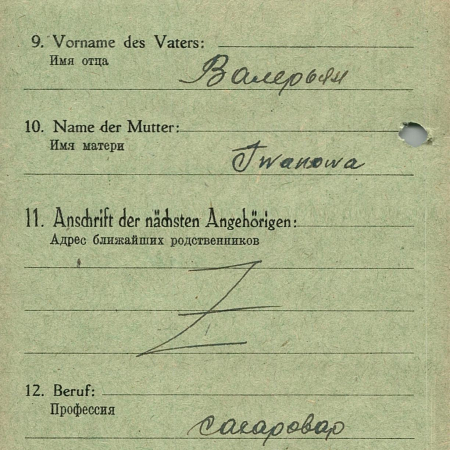 9. Vorname des Vaters:
Имя отца
Валерьян
10. Name der Mutter:
Имя матери
Iwanowa
11. Anschrift der nächsten Angehörigen:
Адрес ближайших родственников
Z
12. Beruf:
Профессия
сахаровар